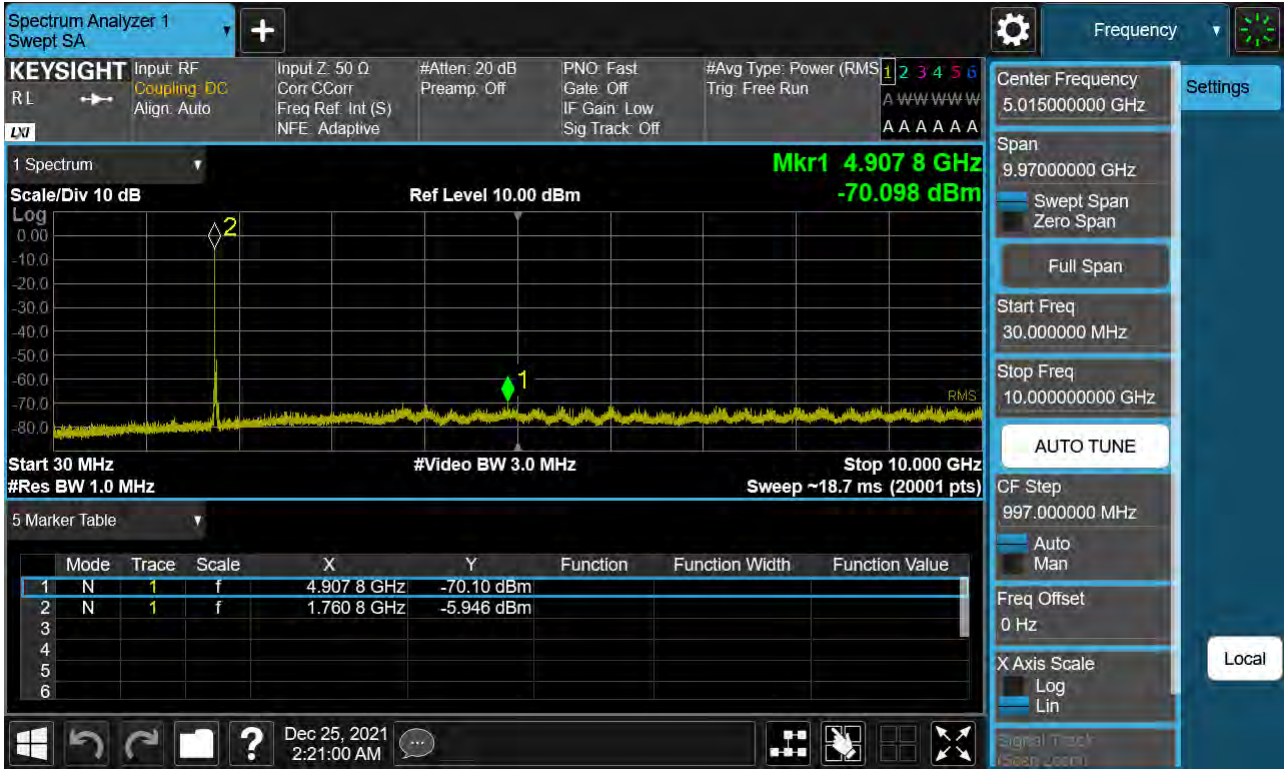 Spectrum Analyzer 1
Swept SA
+
Frequency
KEYSIGHT
RL
LXI
Input: RF
Coupling: DC
Align: Auto
Input Z: 50 Ω
Corr CCorr
Freq Ref: Int (S)
NFE: Adaptive
#Atten: 20 dB
Preamp: Off
PNO: Fast
Gate: Off
IF Gain: Low
Sig Track: Off
#Avg Type: Power (RMS
Trig: Free Run
1 2 3 4 5 6
A W W W W W
A A A A A A
1 Spectrum
Mkr1 4.907 8 GHz
-70.098 dBm
Scale/Div 10 dB
Ref Level 10.00 dBm
Log
0.00
-10.0
-20.0
-30.0
-40.0
-50.0
-60.0
-70.0
-80.0
2
1
RMS
Start 30 MHz
#Video BW 3.0 MHz
Stop 10.000 GHz
#Res BW 1.0 MHz
Sweep ~18.7 ms (20001 pts)
5 Marker Table
Mode Trace Scale X Y Function Function Width Function Value
1 N 1 f 4.907 8 GHz -70.10 dBm
2 N 1 f 1.760 8 GHz -5.946 dBm
3
4
5
6
Center Frequency
5.015000000 GHz
Span
9.97000000 GHz
Swept Span
Zero Span
Full Span
Start Freq
30.000000 MHz
Stop Freq
10.000000000 GHz
AUTO TUNE
CF Step
997.000000 MHz
Auto
Man
Freq Offset
0 Hz
X Axis Scale
Log
Lin
Signal Track
(Span Zoom)
Settings
Local
?
Dec 25, 2021
2:21:00 AM